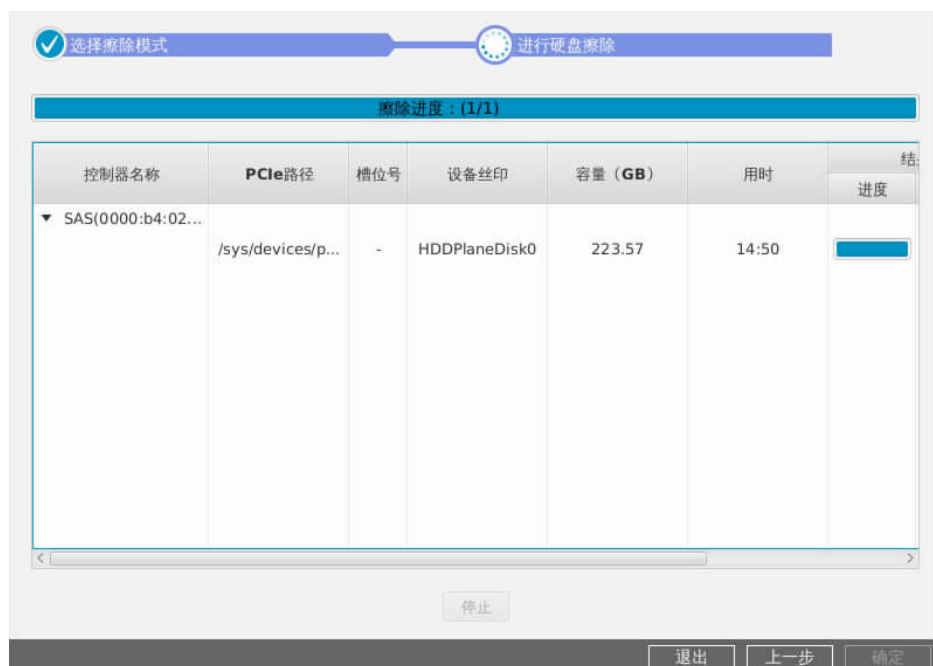 选择擦除模式
进行硬盘擦除
擦除进度：(1/1)
控制器名称
PCIe路径
槽位号
设备丝印
容量（GB）
用时
结
进度
SAS(0000:b4:02...
/sys/devices/p...
-
HDDPlaneDisk0
223.57
14:50
停止
退出
上一步
确定